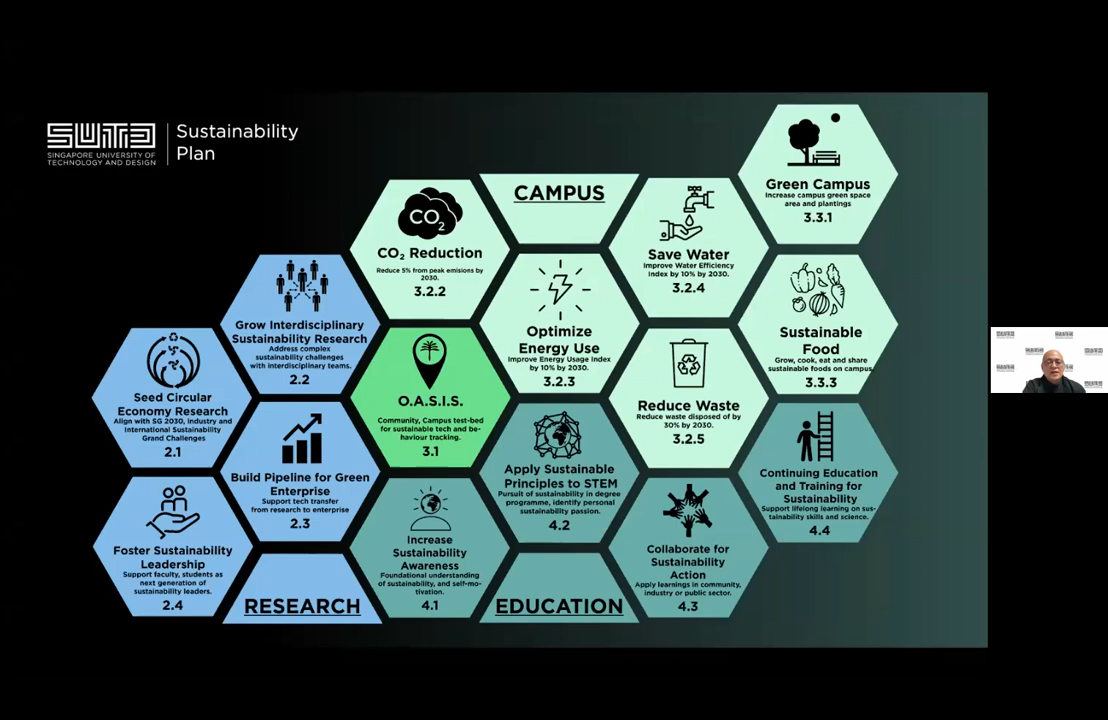 SUTD
SINGAPORE UNIVERSITY OF
TECHNOLOGY AND DESIGN
Sustainability
Plan
CAMPUS
Green Campus
Increase campus green space
area and plantings
3.3.1
CO2
CO2 Reduction
Reduce 5% from peak emisions by
2030.
3.2.2
Save Water
Improve Water Efficiency
Index by 10% by 2030.
3.2.4
Grow Interdisciplinary
Sustainability Research
Address complex
sustainability challenges
with interdisciplinary teams.
2.2
Optimize
Energy Use
Improve Energy Usage Index
by 10% by 2030.
3.2.3
Sustainable
Food
Grow, cook, eat and share
sustainable foods on campus.
3.3.3
Seed Circular
Economy Research
Align with SG 2030, industry and
International Sustainability
Grand Challenges
2.1
O.A.S.I.S.
Community, Campus test-bed
for sustainable tech and be-
haviour tracking.
3.1
Reduce Waste
Reduce waste disposed of by
30% by 2030.
3.2.5
Build Pipeline for Green
Enterprise
Support tech transfer
from research to enterprise
2.3
Apply Sustainable
Principles to STEM
Pursuit of sustainability in degree
programme, identify personal
sustainability passion.
4.2
Continuing Education
and Training for
Sustainability
Support lifelong learning on sus-
tainability skills and science.
4.4
Foster Sustainability
Leadership
Support faculty, students as
next generation of
sustainability leaders.
2.4
Increase
Sustainability
Awareness
Foundational understanding
of sustainability, and self-mo-
tivation.
4.1
Collaborate for
Sustainability
Action
Apply learnings in community,
industry or public sector.
4.3
RESEARCH
EDUCATION